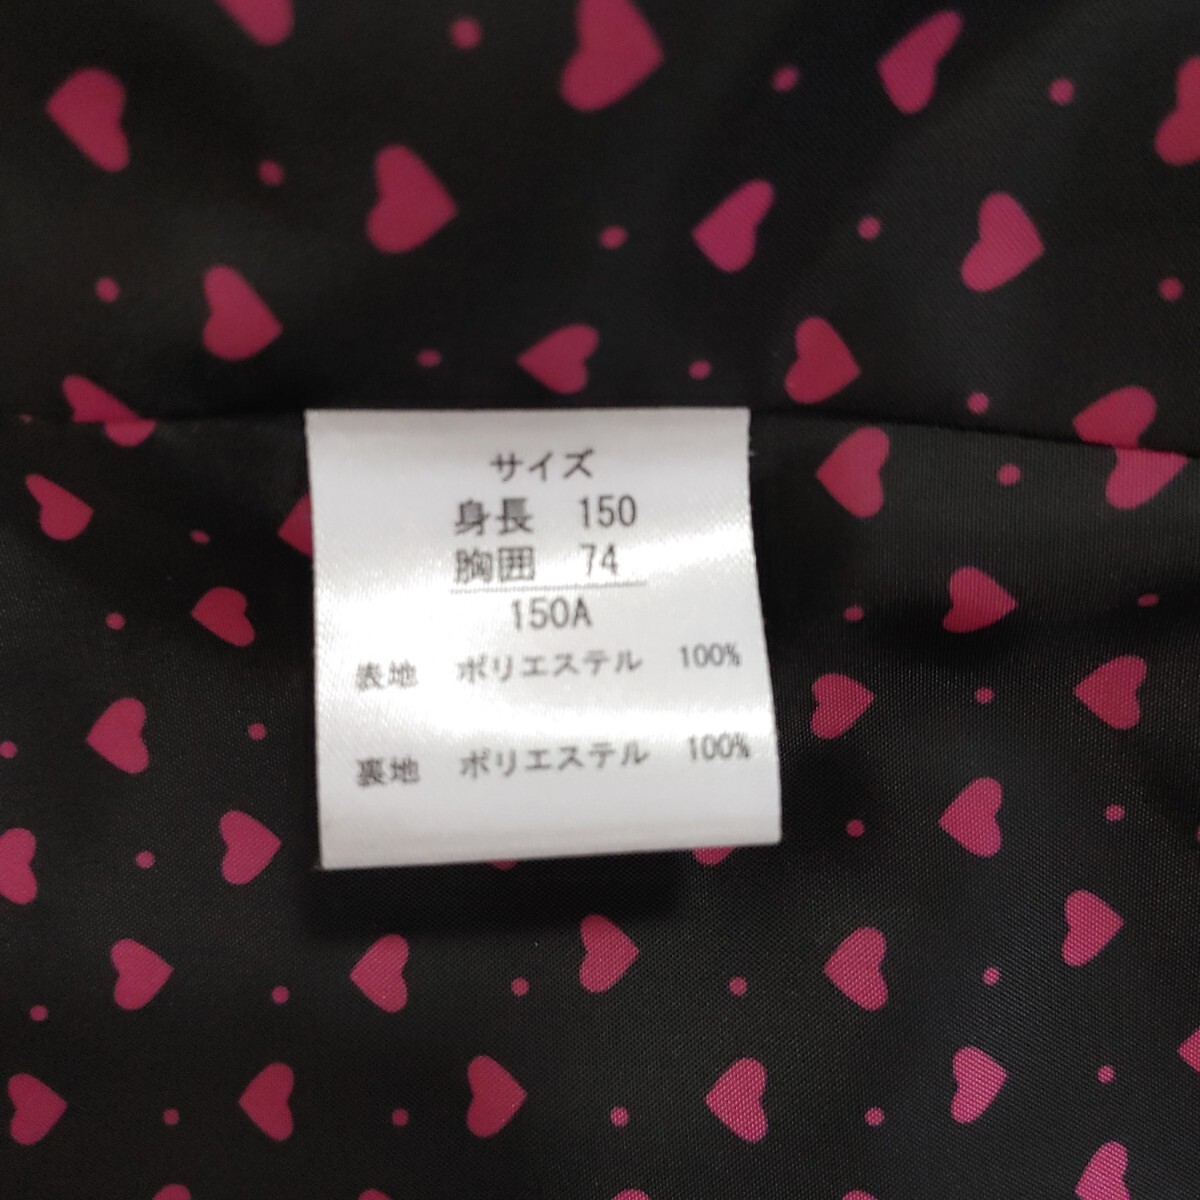 サイズ
身長 150
胸囲 74
150A
表地 ポリエステル 100%
裏地 ポリエステル 100%